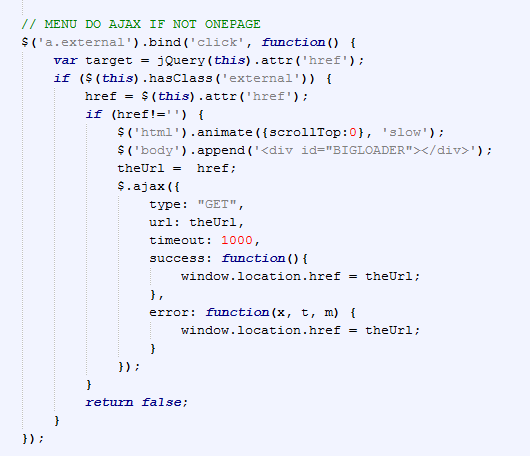 // MENU DO AJAX IF NOT ONEPAGE
$('a.external').bind('click', function() {
    var target = jQuery(this).attr('href');
    if ($(this).hasClass('external')) {
        href = $(this).attr('href');
        if (href!='') {
            $('html').animate({scrollTop:0}, 'slow');
            $('body').append('<div id="BIGLOADER"></div>');
            theUrl =  href;
            $.ajax({
                type: "GET",
                url: theUrl,
                timeout: 1000,
                success: function(){
                    window.location.href = theUrl;
                },
                error: function(x, t, m) {
                    window.location.href = theUrl;
                }
            });
        }
        return false;
    }
});